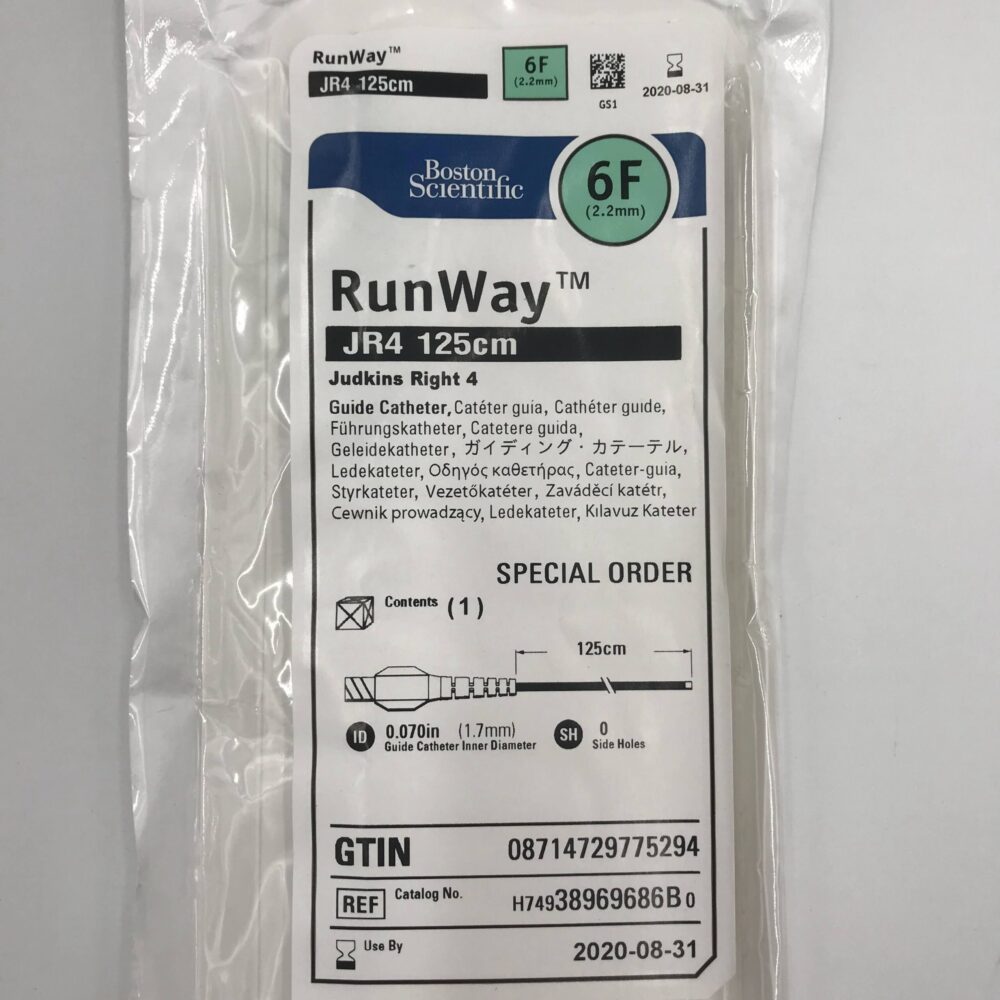 RunWay™
JR4 125cm
6F
(2.2mm)
GS1
2020-08-31
Boston
Scientific
6F
(2.2mm)
RunWay™
JR4 125cm
Judkins Right 4
Guide Catheter, Catéter guía, Cathéter guide,
Führungskatheter, Catetere guida,
Geleidekatheter, ガイディング・カテーテル,
Ledekateter, Οδηγός καθετήρας, Cateter-guia,
Styrkateter, Vezetőkatéter, Zaváděcí katétr,
Cewnik prowadzący, Ledekateter, Kılavuz Kateter
SPECIAL ORDER
Contents (1)
125cm
ID 0.070in (1.7mm)
Guide Catheter Inner Diameter
SH 0
Side Holes
GTIN 08714729775294
REF Catalog No. H74938969686B0
Use By 2020-08-31